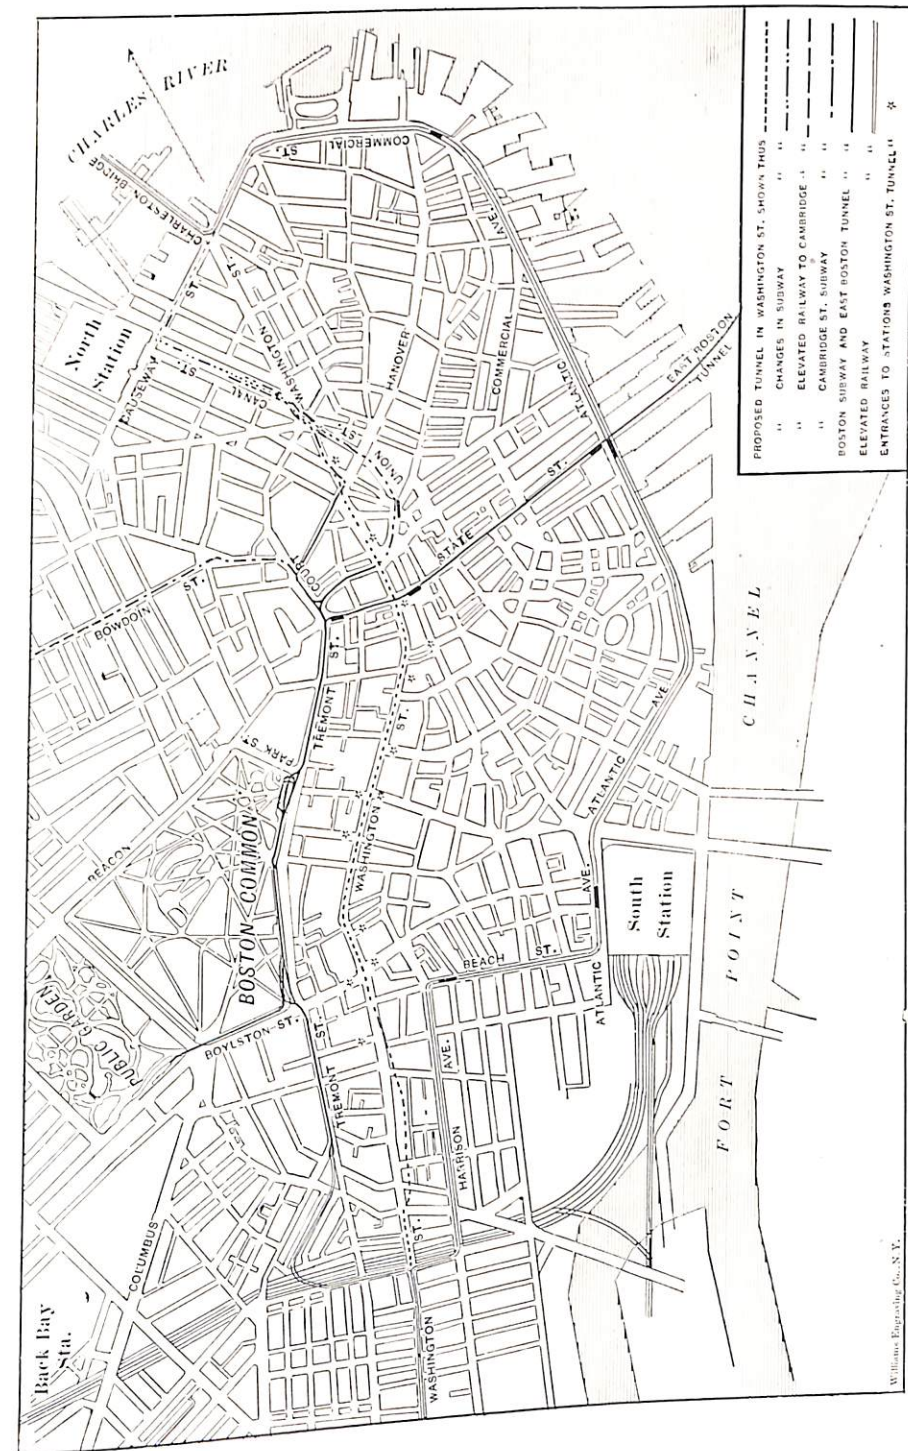 CHARLES RIVER
CHARLESTON BRIDGE
North
Station
CAUSEWAY ST.
CANAL ST.
WASHINGTON ST.
COMMERCIAL ST.
HANOVER ST.
UNION
COMMERCIAL
ATLANTIC AVE.
EAST BOSTON
TUNNEL
BOWDOIN ST.
COURT
STATE ST.
BEACON
PARK ST.
TREMONT ST.
WASHINGTON ST.
BOSTON COMMON
PUBLIC GARDEN
BOYLSTON ST.
TREMONT ST.
COLUMBUS
Back Bay
Sta.
ATLANTIC AVE.
BEACH ST.
ATLANTIC AVE.
South
Station
HARRISON AVE.
WASHINGTON ST.
FORT POINT CHANNEL
PROPOSED TUNNEL IN WASHINGTON ST. SHOWN THUS
" CHANGES IN SUBWAY "
" ELEVATED RAILWAY TO CAMBRIDGE "
" CAMBRIDGE ST. SUBWAY "
BOSTON SUBWAY AND EAST BOSTON TUNNEL "
ELEVATED RAILWAY "
ENTRANCES TO STATIONS WASHINGTON ST. TUNNEL "
Williams Engraving Co., N.Y.